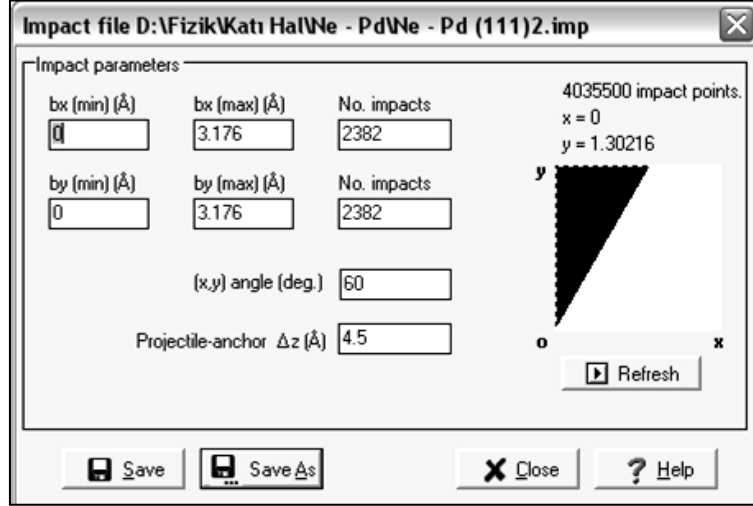 Impact file D:\Fizik\Katı Hal\Ne - Pd\Ne - Pd (111)2.imp
Impact parameters
bx (min) (Å) bx (max) (Å) No. impacts
0 3.176 2382
by (min) (Å) by (max) (Å) No. impacts
0 3.176 2382
(x,y) angle (deg.) 60
Projectile-anchor Δz (Å) 4.5
4035500 impact points.
x = 0
y = 1.30216
y
o x
Refresh
Save Save As Close Help